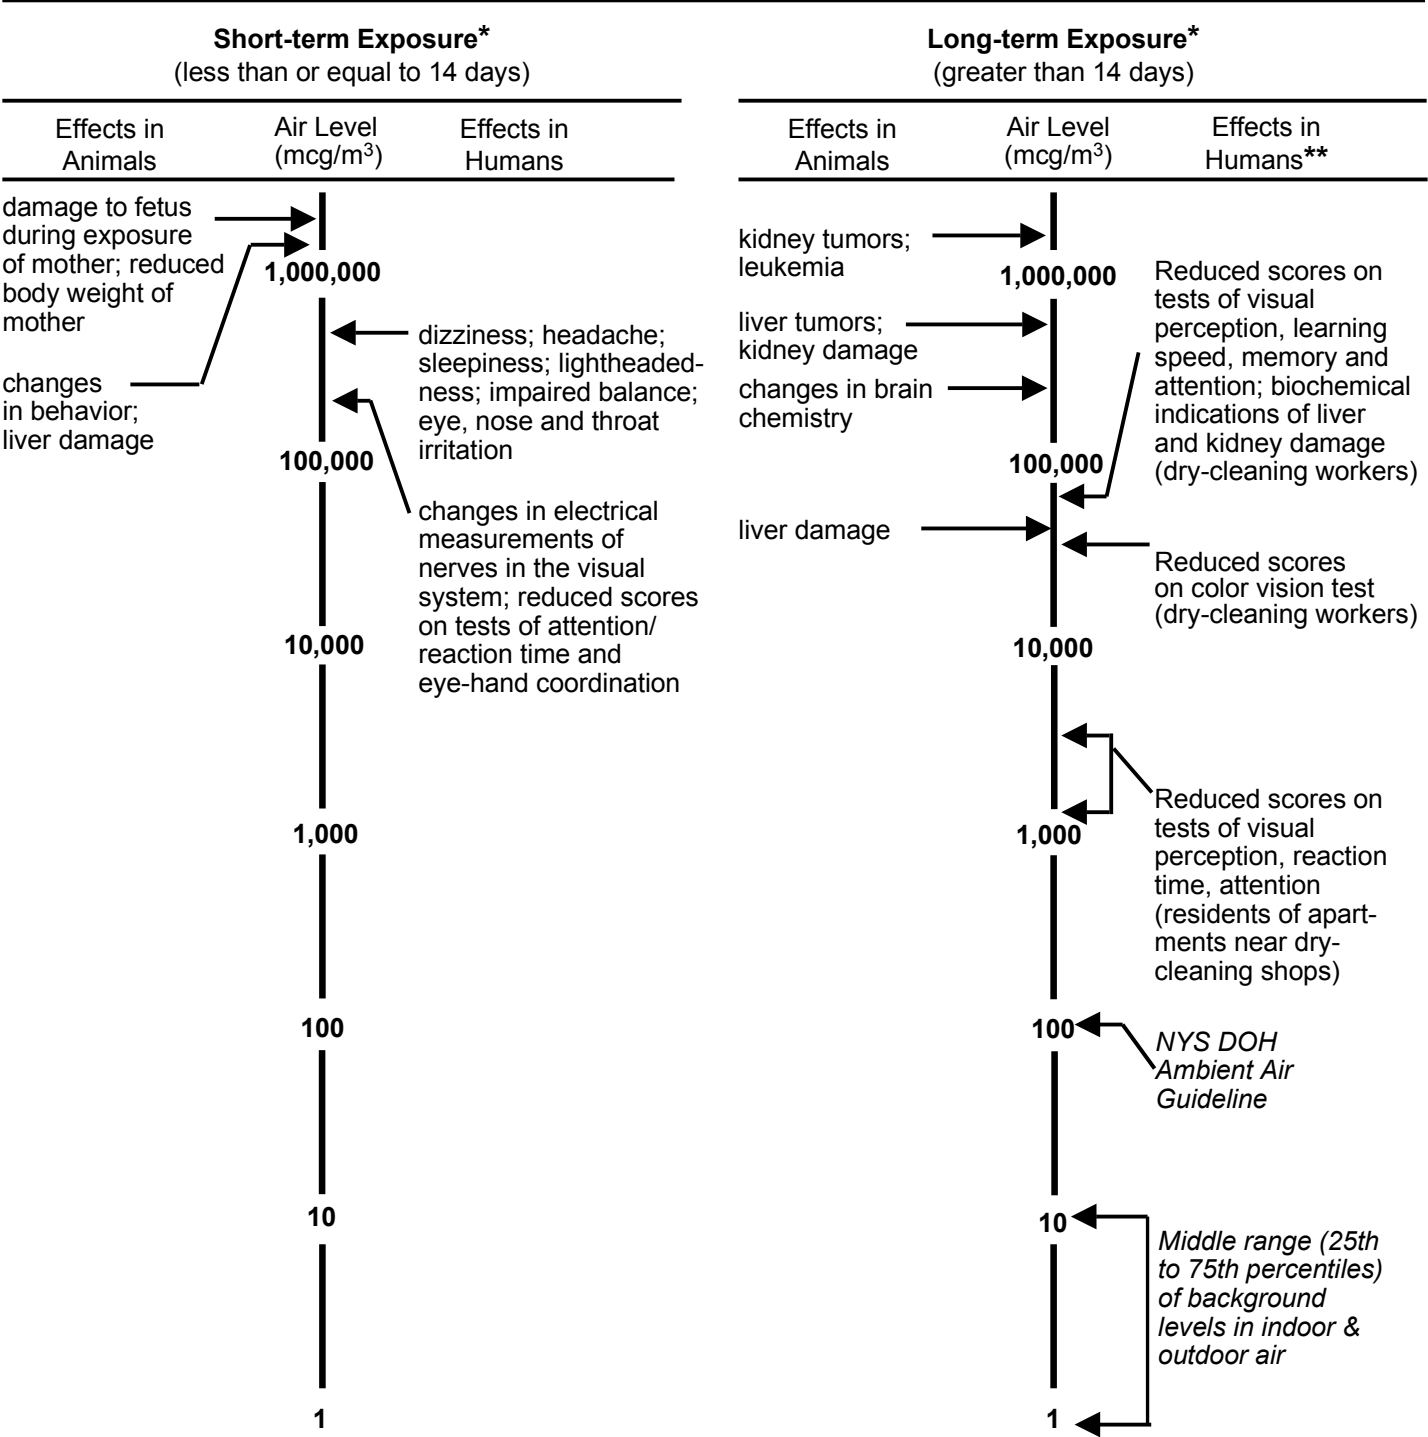 Short-term Exposure*
(less than or equal to 14 days)
Effects in
Animals
Air Level
(mcg/m³)
Effects in
Humans
damage to fetus
during exposure
of mother; reduced
body weight of
mother
changes
in behavior;
liver damage
1,000,000
100,000
10,000
1,000
100
10
1
dizziness; headache;
sleepiness; lightheaded-
ness; impaired balance;
eye, nose and throat
irritation
changes in electrical
measurements of
nerves in the visual
system; reduced scores
on tests of attention/
reaction time and
eye-hand coordination
Long-term Exposure*
(greater than 14 days)
Effects in
Animals
Air Level
(mcg/m³)
Effects in
Humans**
kidney tumors;
leukemia
liver tumors;
kidney damage
changes in brain
chemistry
liver damage
1,000,000
100,000
10,000
1,000
100
10
1
Reduced scores on
tests of visual
perception, learning
speed, memory and
attention; biochemical
indications of liver
and kidney damage
(dry-cleaning workers)
Reduced scores
on color vision test
(dry-cleaning workers)
Reduced scores on
tests of visual
perception, reaction
time, attention
(residents of apart-
ments near dry-
cleaning shops)
NYS DOH
Ambient Air
Guideline
Middle range (25th
to 75th percentiles)
of background
levels in indoor &
outdoor air